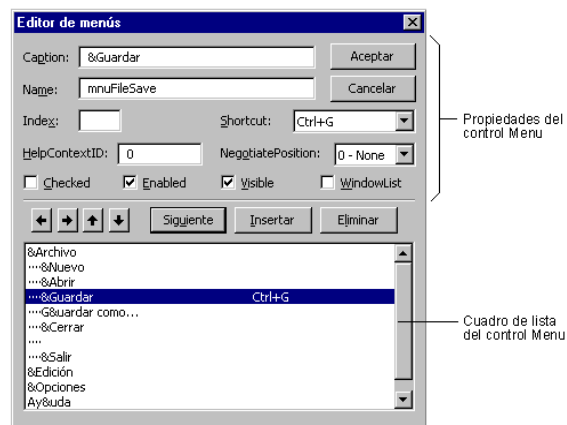 Editor de menús
Caption: &Guardar
Aceptar
Name: mnuFileSave
Cancelar
Index:
Shortcut: Ctrl+G
HelpContextID: 0
NegotiatePosition: 0 - None
Checked
Enabled
Visible
WindowList
Siguiente
Insertar
Eliminar
&Archivo
····&Nuevo
····&Abrir
····&Guardar Ctrl+G
····G&uardar como...
····&Cerrar
····
····&Salir
&Edición
&Opciones
Ay&uda
Propiedades del
control Menu
Cuadro de lista
del control Menu